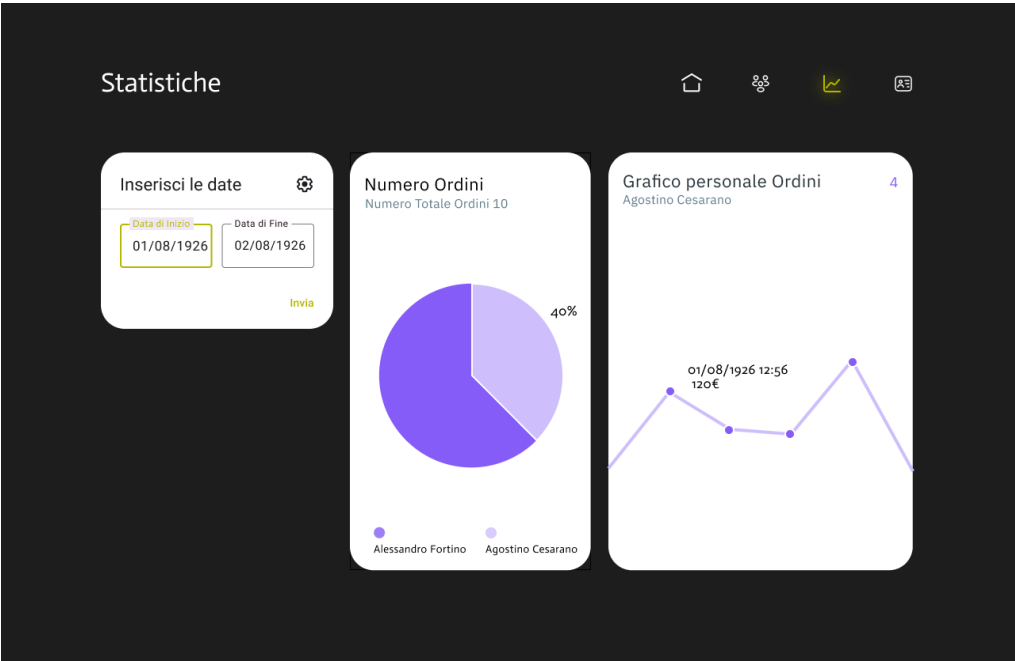 Statistiche
Inserisci le date
Data di Inizio
01/08/1926
Data di Fine
02/08/1926
Invia
Numero Ordini
Numero Totale Ordini 10
40%
Alessandro Fortino
Agostino Cesarano
Grafico personale Ordini
4
Agostino Cesarano
01/08/1926 12:56
120€